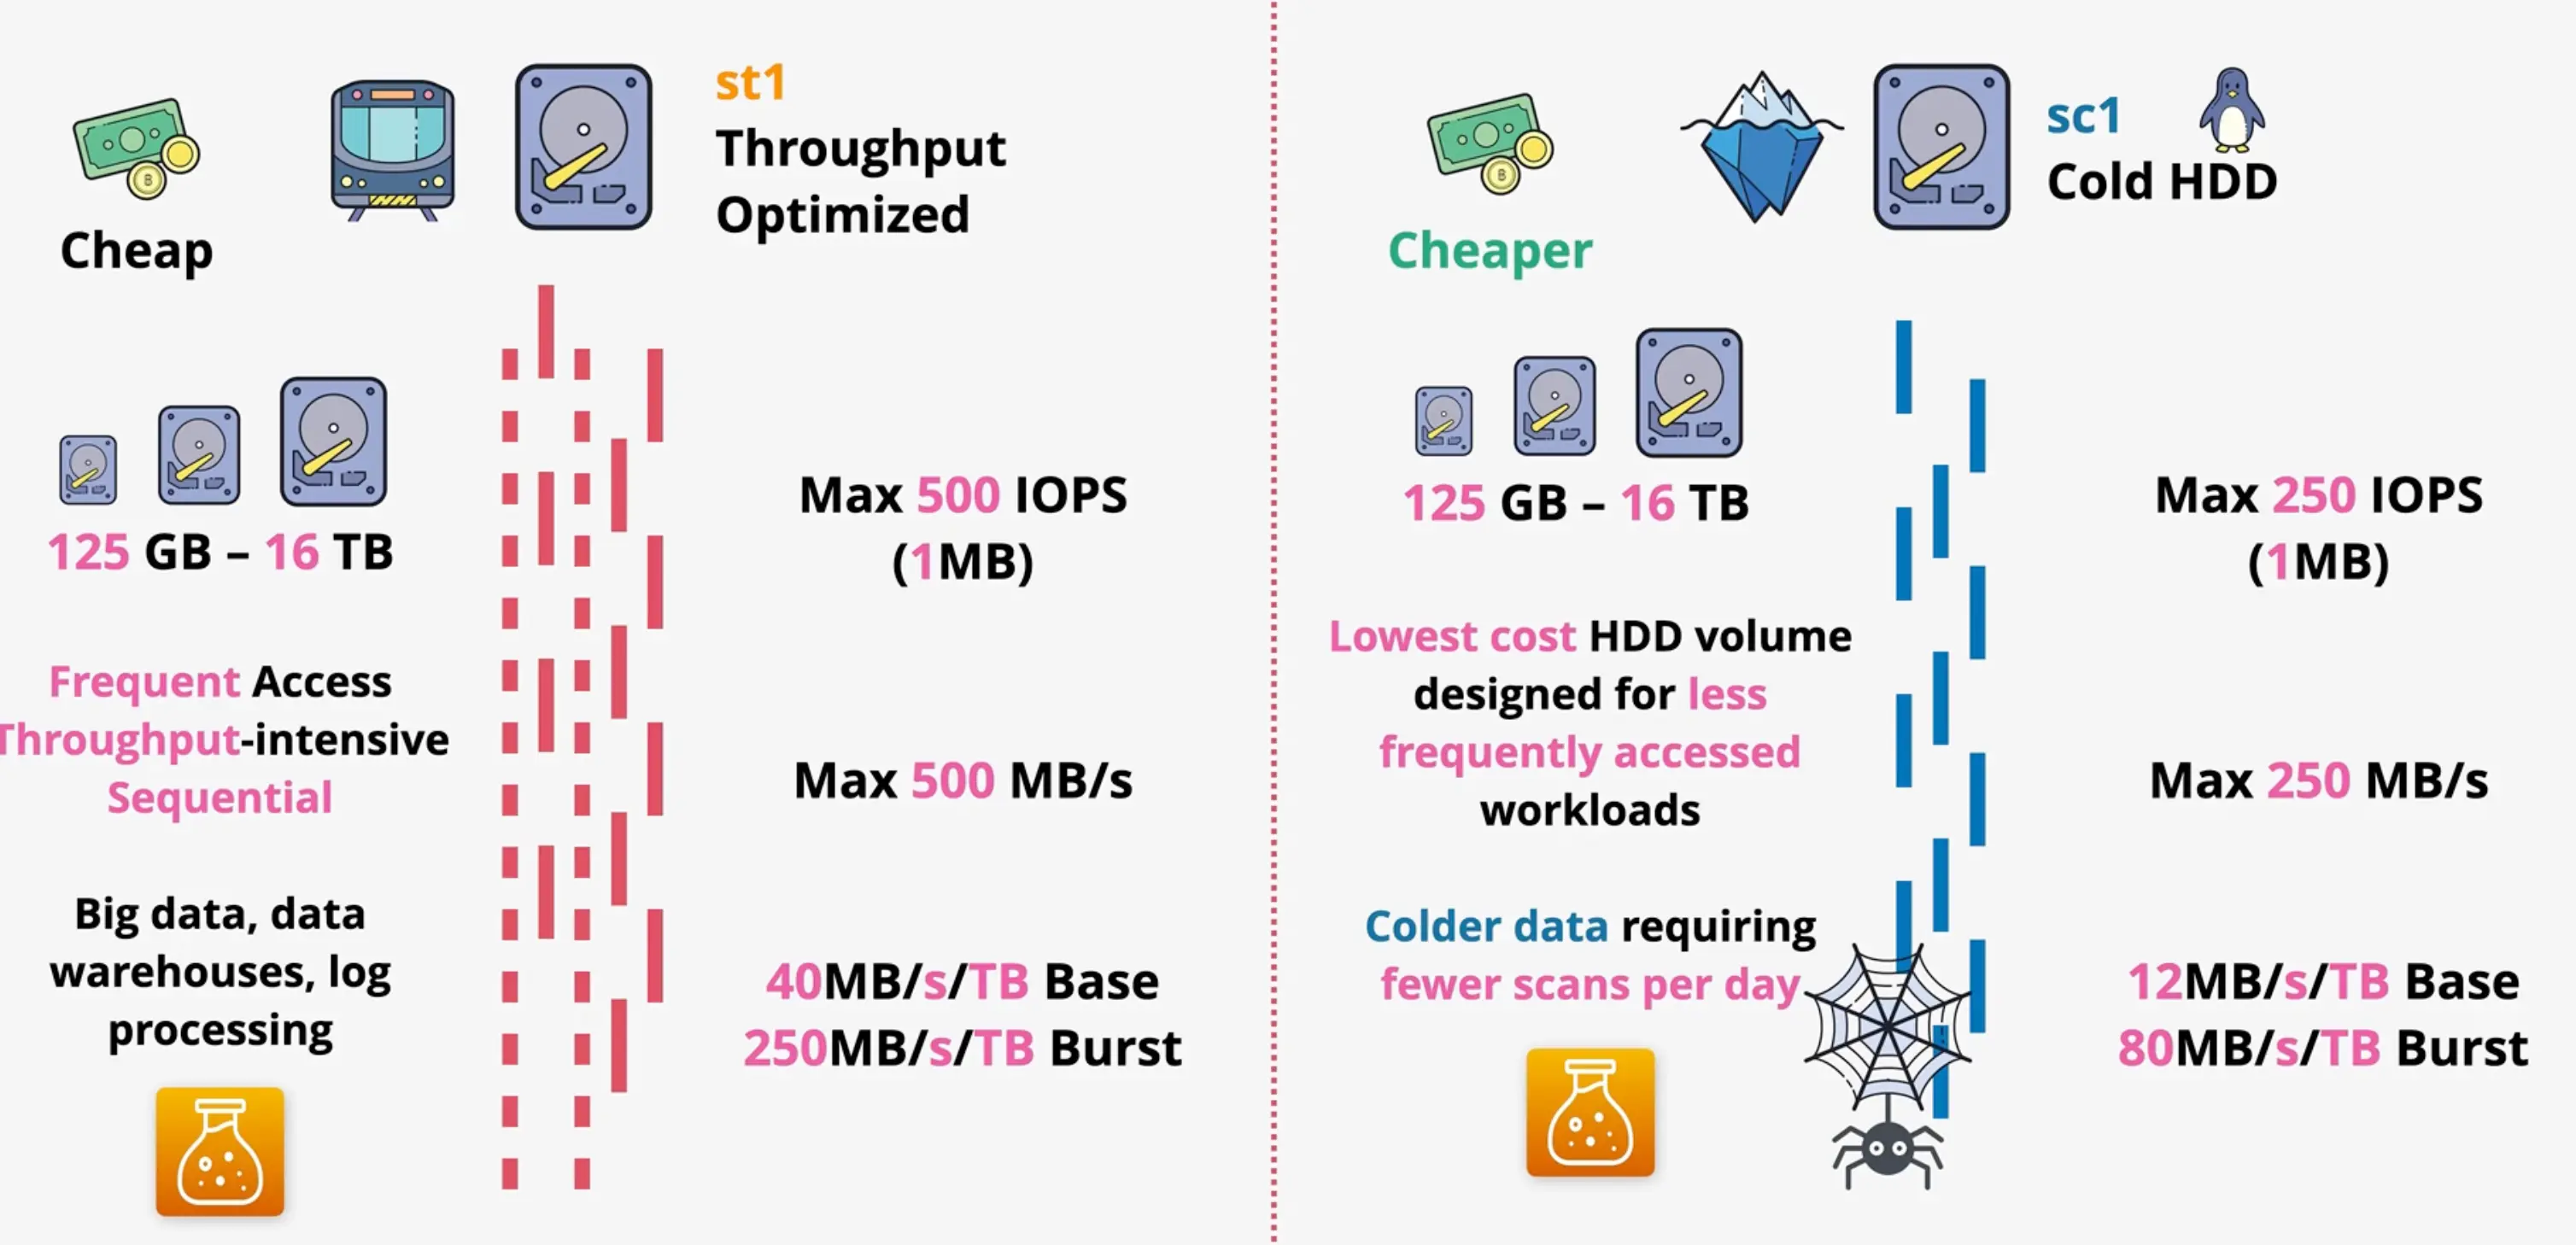 st1
Throughput
Optimized
Cheap
125 GB – 16 TB
Frequent Access
Throughput-intensive
Sequential
Big data, data
warehouses, log
processing
Max 500 IOPS
(1MB)
Max 500 MB/s
40MB/s/TB Base
250MB/s/TB Burst
sc1
Cold HDD
Cheaper
125 GB – 16 TB
Lowest cost HDD volume
designed for less
frequently accessed
workloads
Colder data requiring
fewer scans per day
Max 250 IOPS
(1MB)
Max 250 MB/s
12MB/s/TB Base
80MB/s/TB Burst